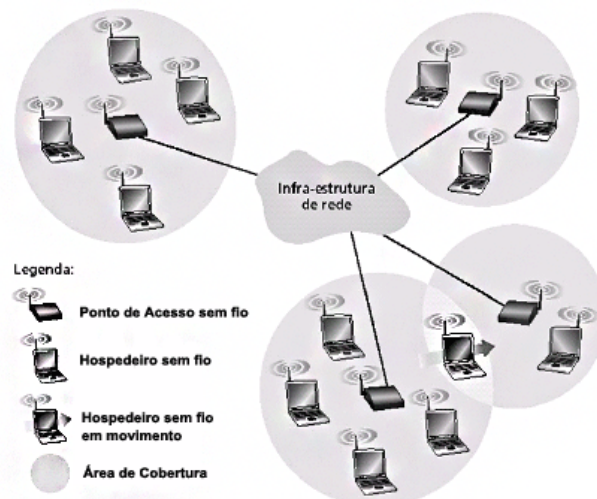 Infra-estrutura
de rede
Legenda:
Ponto de Acesso sem fio
Hospedeiro sem fio
Hospedeiro sem fio
em movimento
Área de Cobertura